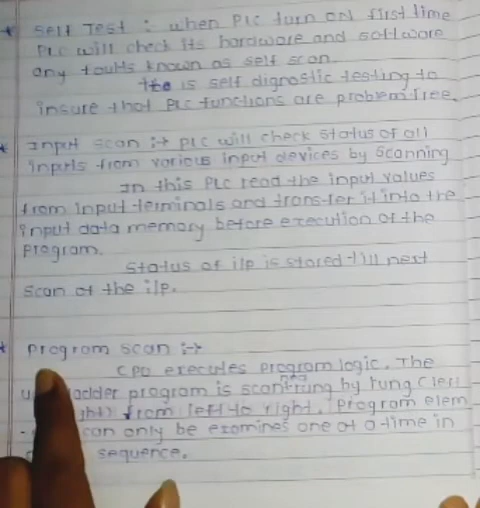 * Self Test : when PLC turn on first time
PLC will check its hardware and software
any faults known as self scan.
the is self dignostic testing to
insure that PLC functions are problem free.
* Input scan :→ PLC will check status of all
inputs from various input devices by scanning
In this PLC read the input values
from input terminals and transfer it into the
input data memory before execution of the
program.
Status of i/p is stored till next
scan of the i/p.
* Program scan :→
CPU executes program logic. The
ladder program is scan rung by rung (left
from left to right. Program elem
can only be examines one at a time in
sequence.